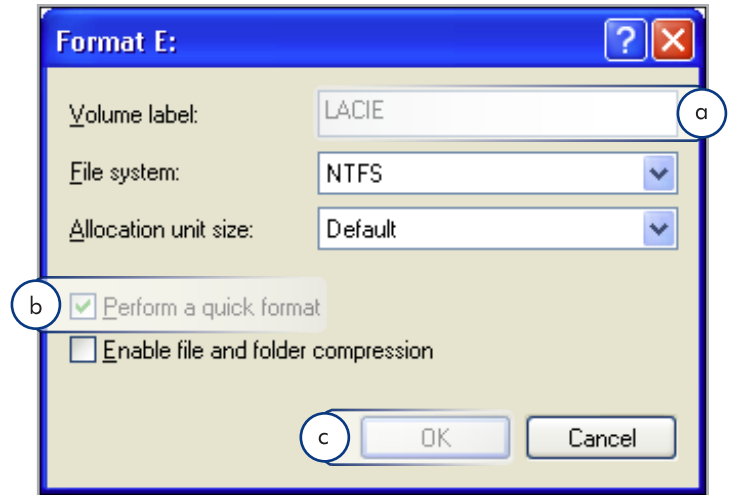 Format E:
?
Volume label: LACIE a
File system: NTFS
Allocation unit size: Default
b Perform a quick format
Enable file and folder compression
c OK Cancel